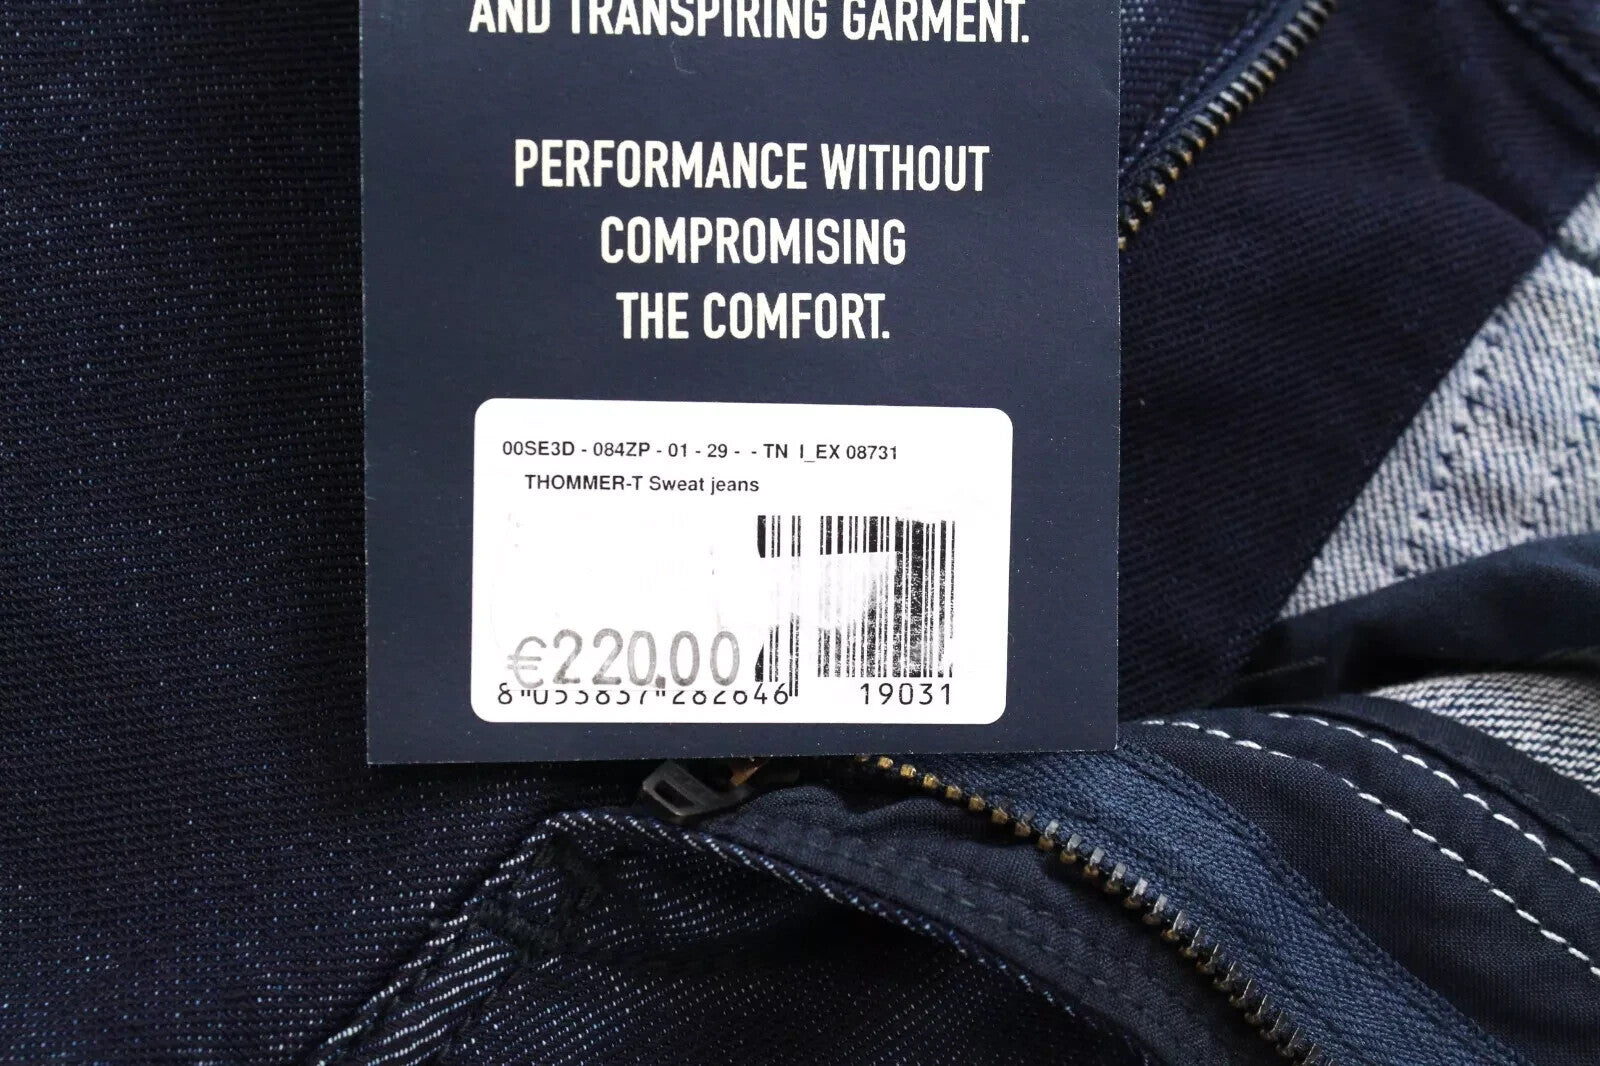 AND TRANSPIRING GARMENT.
PERFORMANCE WITHOUT
COMPROMISING
THE COMFORT.
00SE3D - 084ZP - 01 - 29 - - TN I_EX 08731
THOMMER-T Sweat jeans
€220.00
8 053837 282646 19031